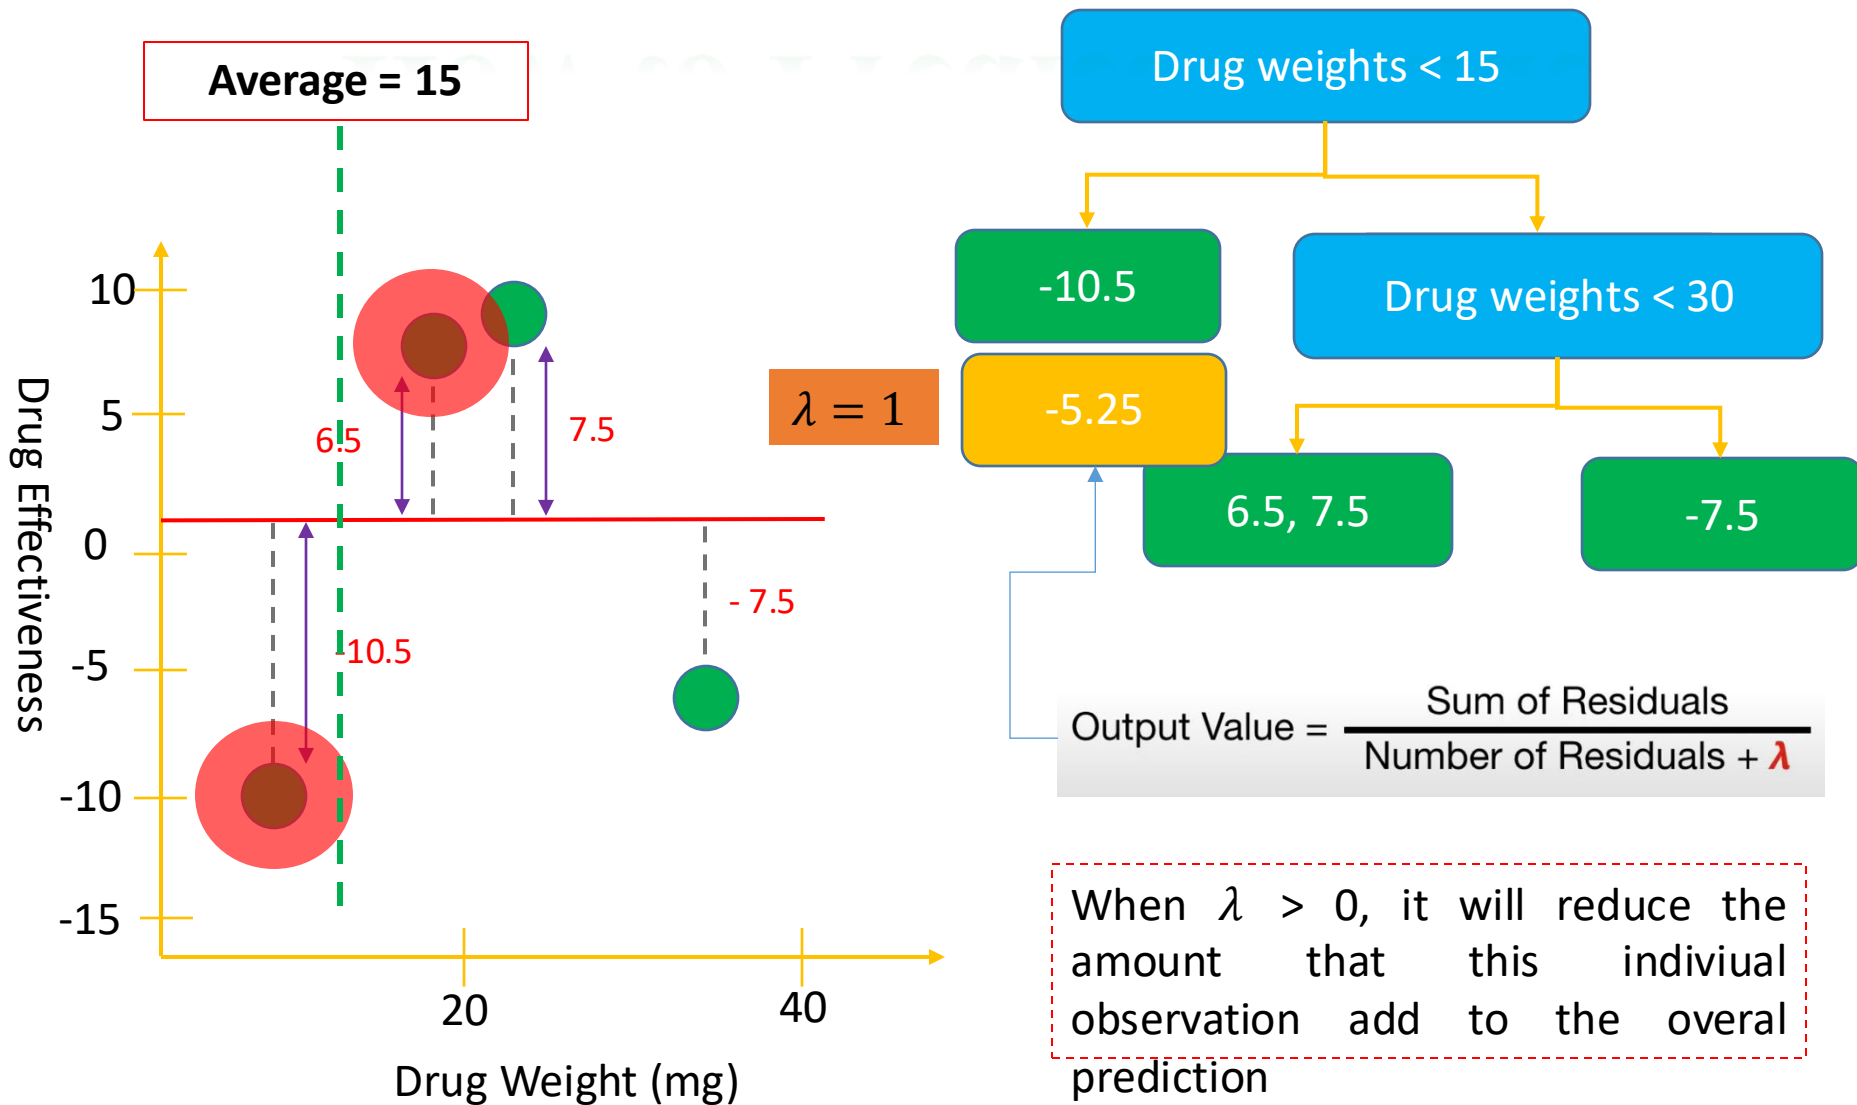 Average = 15
Drug weights < 15
-10.5
Drug weights < 30
λ = 1
-5.25
6.5, 7.5
-7.5
Drug Effectiveness
10
5
0
-5
-10
-15
6.5
7.5
-10.5
- 7.5
20
40
Drug Weight (mg)
Output Value = Sum of Residuals
Number of Residuals + λ
When λ > 0, it will reduce the
amount that this indiviual
observation add to the overal
prediction